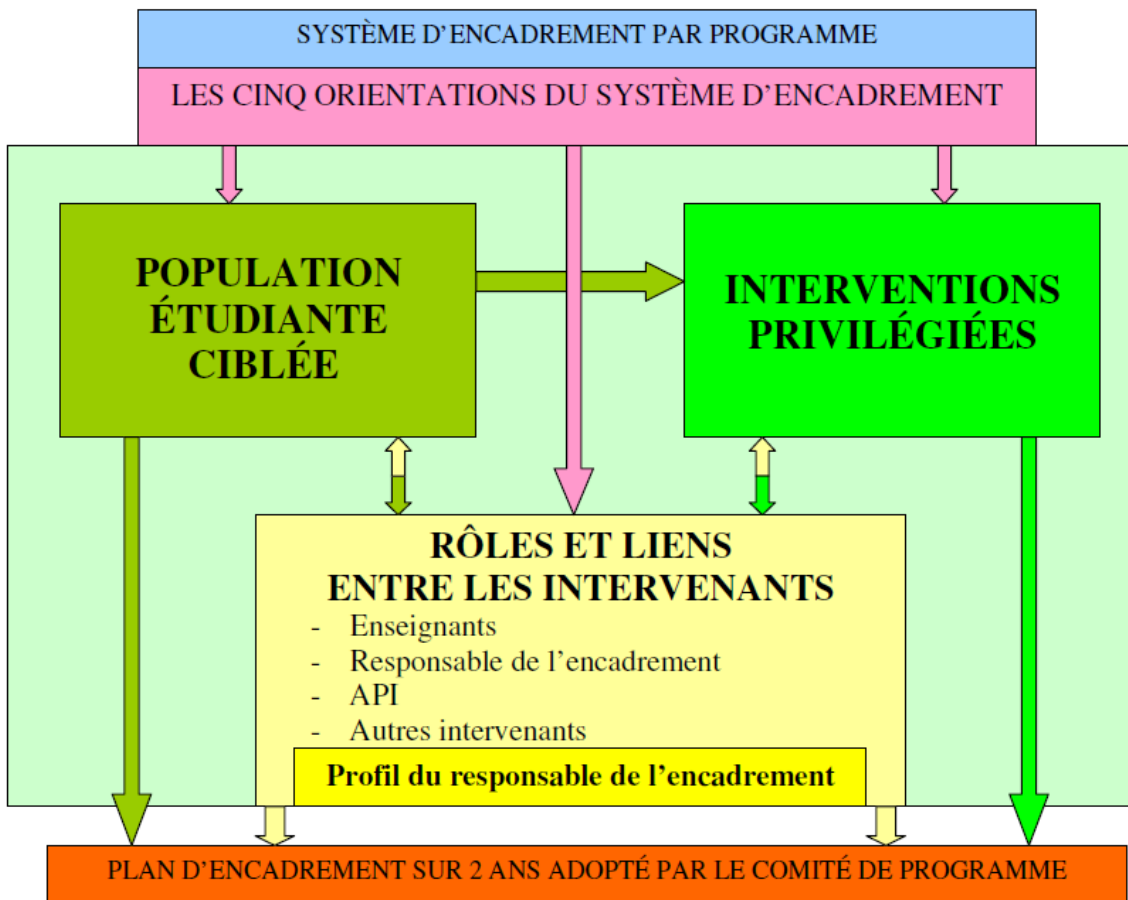 SYSTÈME D'ENCADREMENT PAR PROGRAMME
LES CINQ ORIENTATIONS DU SYSTÈME D'ENCADREMENT
POPULATION
ÉTUDIANTE
CIBLÉE
INTERVENTIONS
PRIVILÉGIÉES
RÔLES ET LIENS
ENTRE LES INTERVENANTS
- Enseignants
- Responsable de l'encadrement
- API
- Autres intervenants
Profil du responsable de l'encadrement
PLAN D'ENCADREMENT SUR 2 ANS ADOPTÉ PAR LE COMITÉ DE PROGRAMME